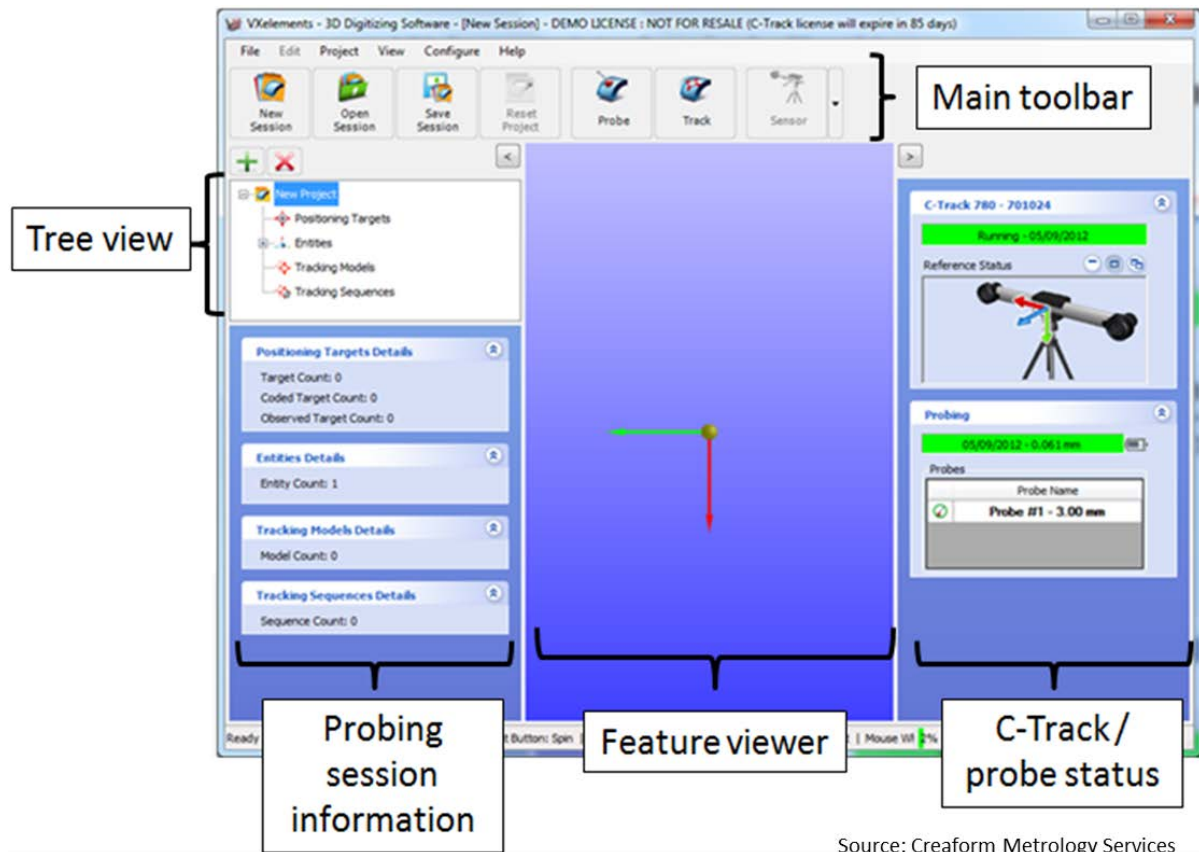 VXelements - 3D Digitizing Software - [New Session] - DEMO LICENSE : NOT FOR RESALE (C-Track license will expire in 85 days)
File Edit Project View Configure Help
New Session
Open Session
Save Session
Reset Project
Probe
Track
Sensor
Main toolbar
<
>
Tree view
New Project
Positioning Targets
Entities
Tracking Models
Tracking Sequences
Positioning Targets Details
Target Count: 0
Coded Target Count: 0
Observed Target Count: 0
Entities Details
Entity Count: 1
Tracking Models Details
Model Count: 0
Tracking Sequences Details
Sequence Count: 0
C-Track 780 - 701024
Running - 05/09/2012
Reference Status
Probing
05/09/2012 - 0.061 mm
Probes
Probe Name
Probe #1 - 3.00 mm
Ready
Button: Spin |
| Mouse
2%
Probing
session
information
Feature viewer
C-Track /
probe status
Source: Creaform Metrology Services